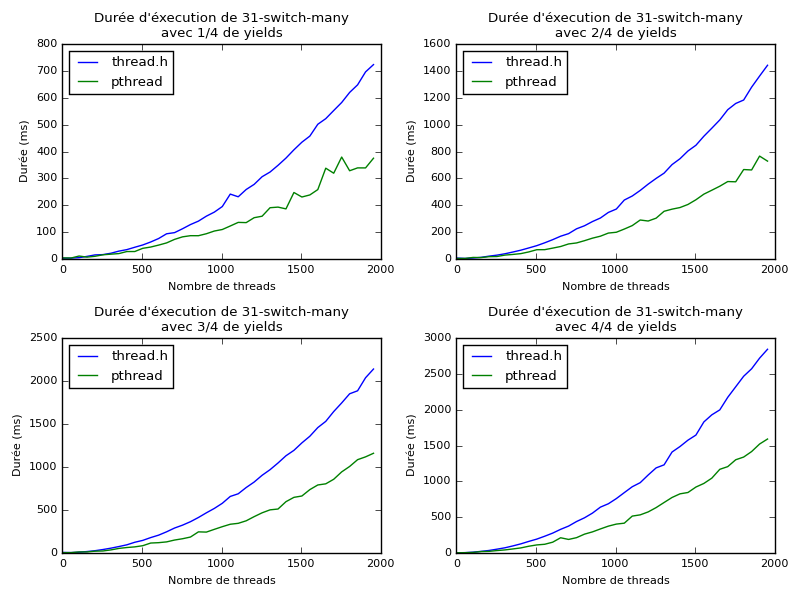 Durée d'éxecution de 31-switch-many
avec 1/4 de yields
800
700
600
500
400
300
200
100
0
Durée (ms)
thread.h
pthread
0 500 1000 1500 2000
Nombre de threads
Durée d'éxecution de 31-switch-many
avec 2/4 de yields
1600
1400
1200
1000
800
600
400
200
0
Durée (ms)
thread.h
pthread
0 500 1000 1500 2000
Nombre de threads
Durée d'éxecution de 31-switch-many
avec 3/4 de yields
2500
2000
1500
1000
500
0
Durée (ms)
thread.h
pthread
0 500 1000 1500 2000
Nombre de threads
Durée d'éxecution de 31-switch-many
avec 4/4 de yields
3000
2500
2000
1500
1000
500
0
Durée (ms)
thread.h
pthread
0 500 1000 1500 2000
Nombre de threads